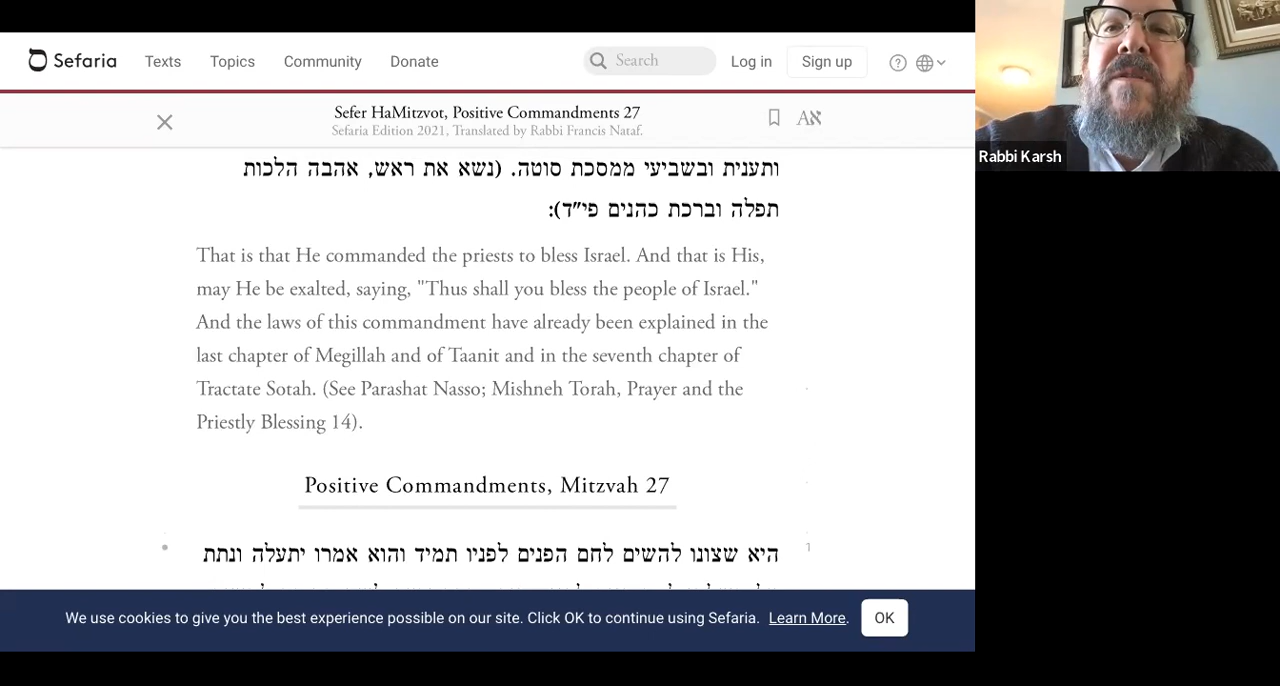 Sefaria Texts Topics Community Donate Search Log in Sign up
Sefer HaMitzvot, Positive Commandments 27
Sefaria Edition 2021, Translated by Rabbi Francis Nataf.
ותענית ובשביעי ממסכת סוטה. (נשא את ראש, אהבה הלכות
תפלה וברכת כהנים פי״ד):
That is that He commanded the priests to bless Israel. And that is His,
may He be exalted, saying, "Thus shall you bless the people of Israel."
And the laws of this commandment have already been explained in the
last chapter of Megillah and of Taanit and in the seventh chapter of
Tractate Sotah. (See Parashat Nasso; Mishneh Torah, Prayer and the
Priestly Blessing 14).
Positive Commandments, Mitzvah 27
היא שצונו להשים לחם הפנים לפניו תמיד והוא אמרו יתעלה ונתת
1
We use cookies to give you the best experience possible on our site. Click OK to continue using Sefaria. Learn More. OK
Rabbi Karsh